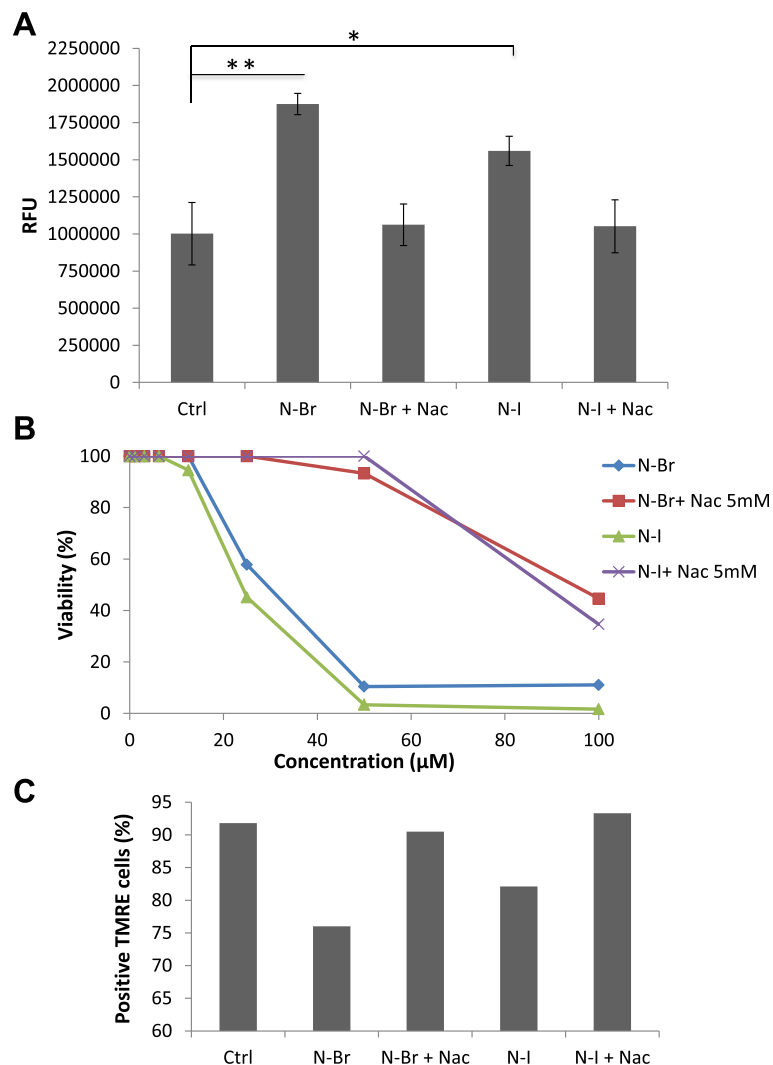 A
*
**
RFU
2250000
2000000
1750000
1500000
1250000
1000000
750000
500000
250000
0
Ctrl N-Br N-Br + Nac N-I N-I + Nac
B
Viability (%)
100
80
60
40
20
0
0 20 40 60 80 100
Concentration (µM)
N-Br
N-Br+ Nac 5mM
N-I
N-I+ Nac 5mM
C
Positive TMRE cells (%)
95
90
85
80
75
70
65
60
Ctrl N-Br N-Br + Nac N-I N-I + Nac